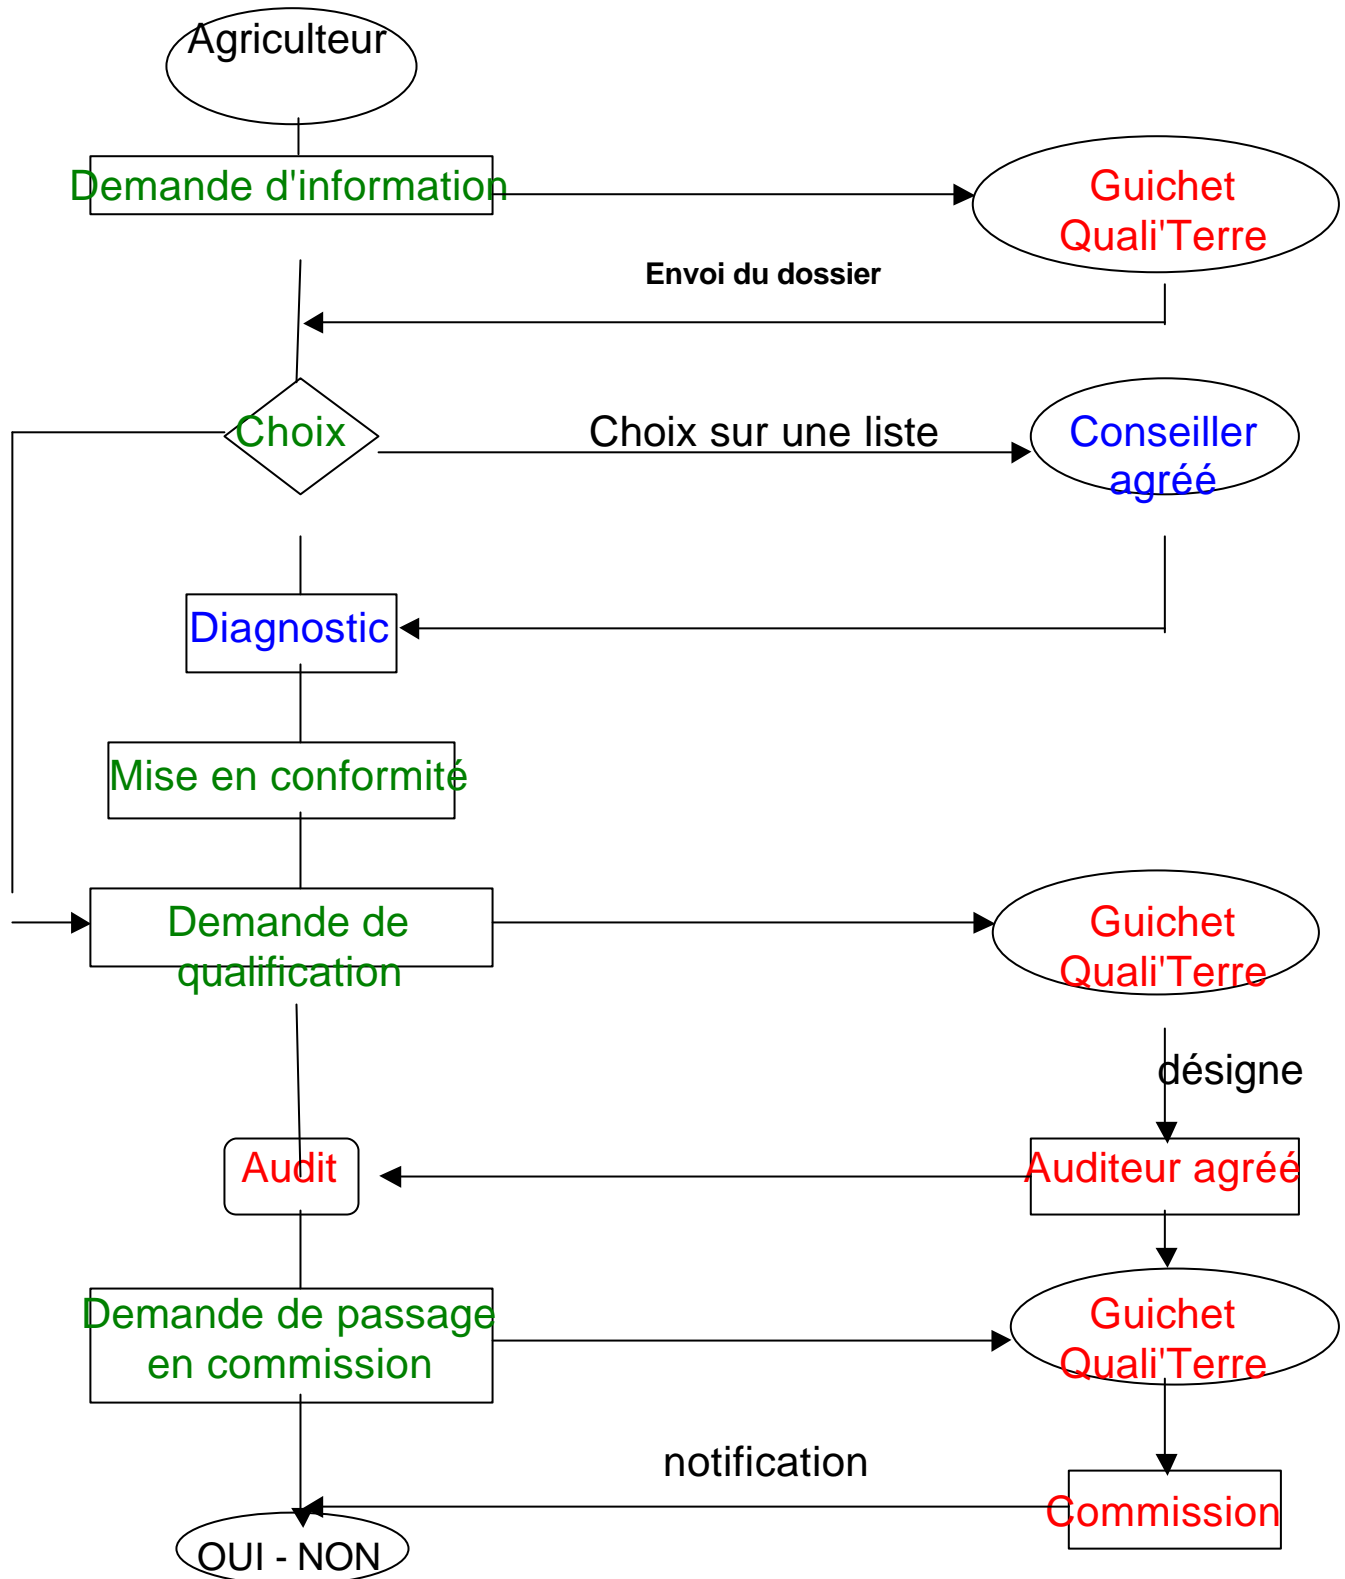 Agriculteur
Demande d'information
Guichet
Quali'Terre
Envoi du dossier
Choix
Choix sur une liste
Conseiller
agréé
Diagnostic
Mise en conformité
Demande de
qualification
Guichet
Quali'Terre
désigne
Audit
Auditeur agréé
Demande de passage
en commission
Guichet
Quali'Terre
notification
Commission
OUI - NON